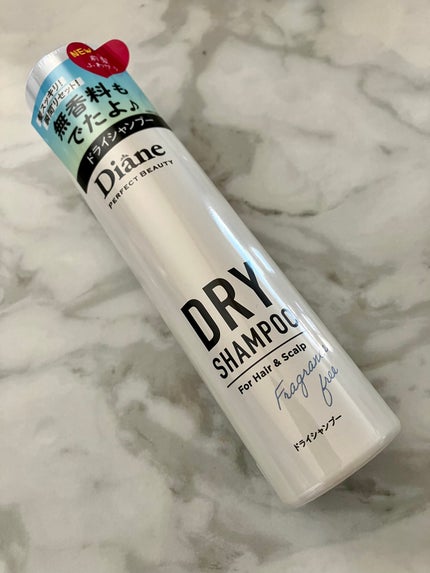 NEW
無香料も
でたよ♪
ドライシャンプー
Diane
PERFECT BEAUTY
DRY
SHAMPOO
For Hair & Scalp
Fragrance
free
ドライシャンプー